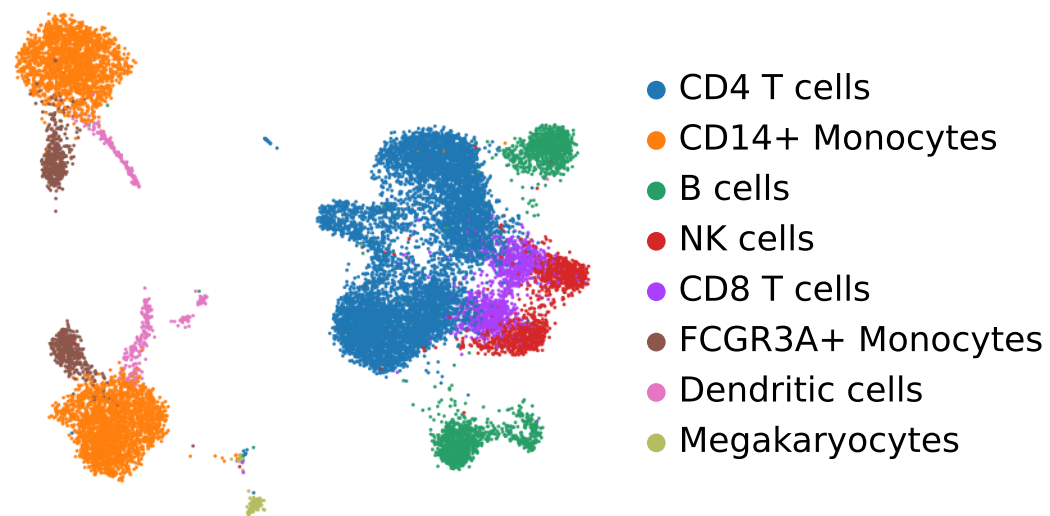 CD4 T cells
CD14+ Monocytes
B cells
NK cells
CD8 T cells
FCGR3A+ Monocytes
Dendritic cells
Megakaryocytes